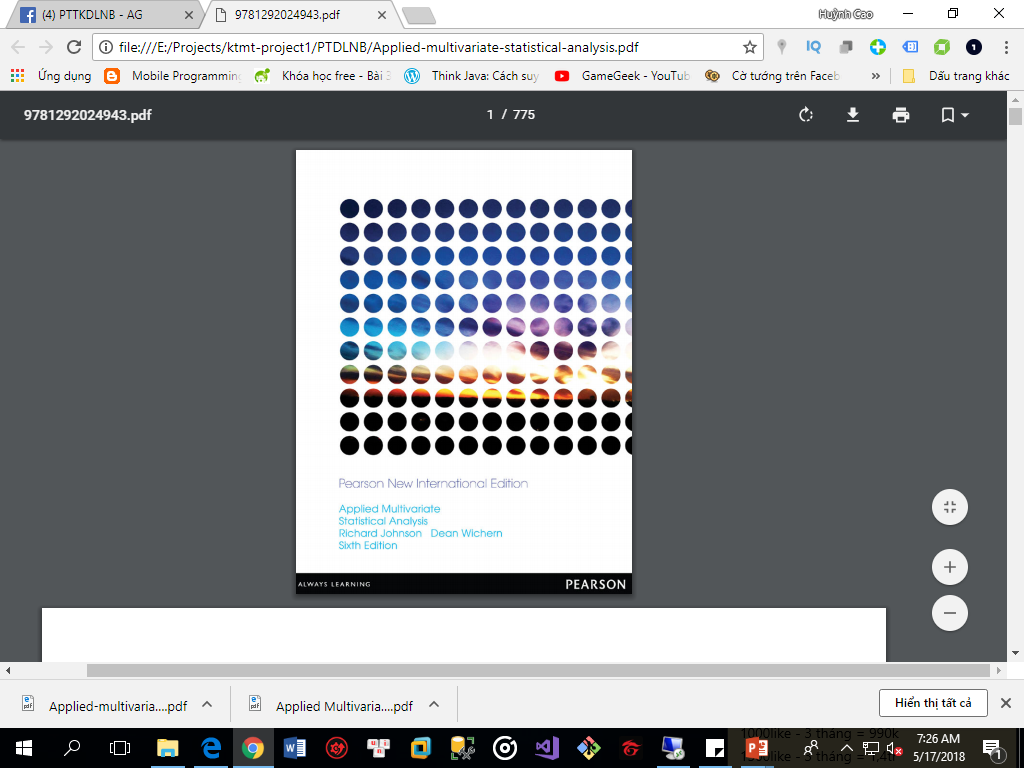 (4) PTTKDLNB - AG
9781292024943.pdf
Huỳnh Cao
file:///E:/Projects/ktmt-project1/PTDLNB/Applied-multivariate-statistical-analysis.pdf
IQ
1
Ứng dụng
Mobile Programming
Khóa học free - Bài 3
Think Java: Cách suy
GameGeek - YouTub
Cờ tướng trên Faceb
»
Dấu trang khác
9781292024943.pdf
1 / 775
Pearson New International Edition
Applied Multivariate
Statistical Analysis
Richard Johnson Dean Wichern
Sixth Edition
ALWAYS LEARNING
PEARSON
Applied-multivaria....pdf
Applied Multivaria....pdf
Hiển thị tất cả
1000like - 3 tháng = 990k
7:26 AM
5/17/2018
1